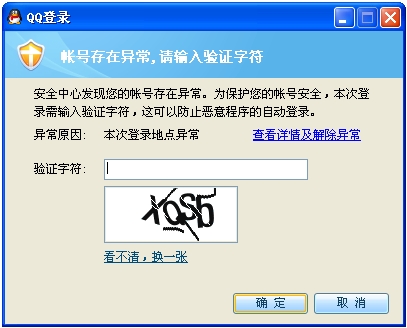 QQ登录
帐号存在异常,请输入验证字符
安全中心发现您的帐号存在异常。为保护您的帐号安全，本次登
录需输入验证字符，这可以防止恶意程序的自动登录。
异常原因: 本次登录地点异常 查看详情及解除异常
验证字符:
看不清，换一张
确 定 取 消